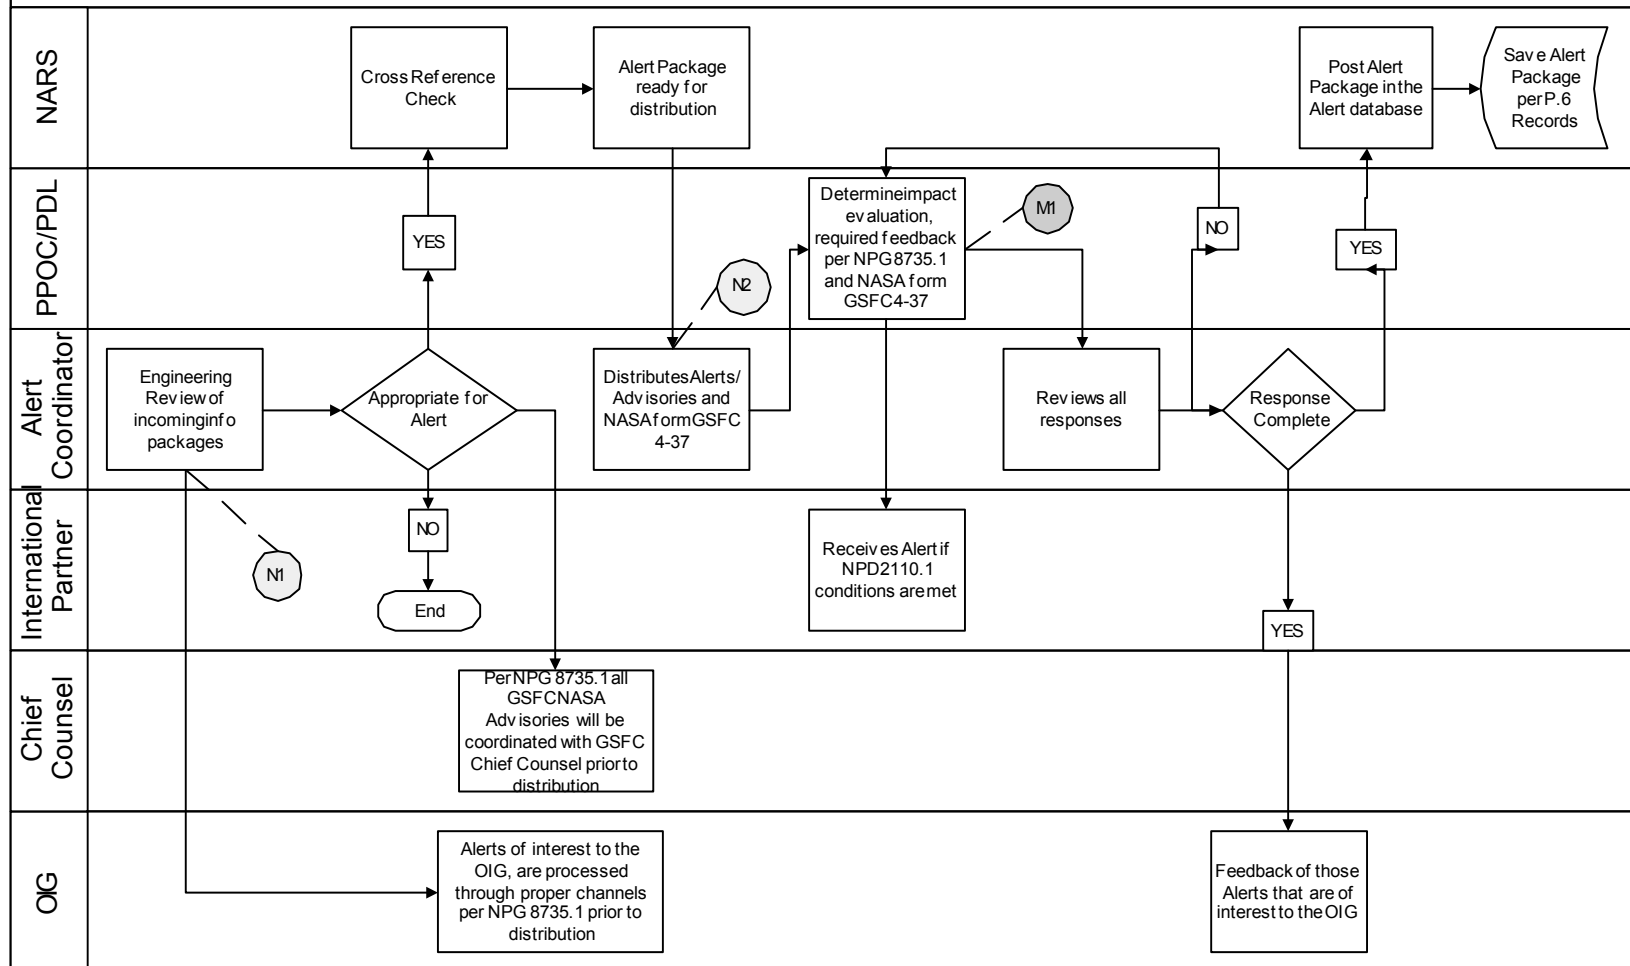 NARS
Cross Reference
Check
Alert Package
ready for
distribution
Post Alert
Package in the
Alert database
Save Alert
Package
per P.6
Records
PPOC/PDL
YES
N2
Determine impact
evaluation,
required feedback
per NPG 8735.1
and NASA form
GSFC4-37
M1
NO
YES
Alert
Coordinator
Engineering
Review of
incoming info
packages
Appropriate for
Alert
Distributes Alerts/
Advisories and
NASA form GSFC
4-37
Reviews all
responses
Response
Complete
International
Partner
N1
NO
End
Receives Alert if
NPD2110.1
conditions are met
YES
Chief
Counsel
Per NPG 8735.1 all
GSFC NASA
Advisories will be
coordinated with GSFC
Chief Counsel prior to
distribution
OIG
Alerts of interest to the
OIG, are processed
through proper channels
per NPG 8735.1 prior to
distribution
Feedback of those
Alerts that are of
interest to the OIG